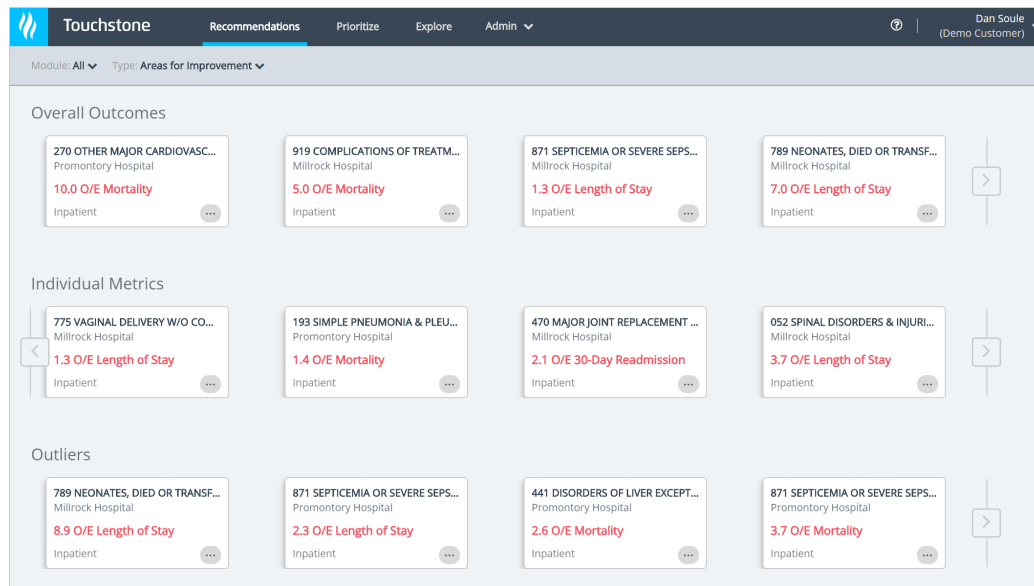 Touchstone Recommendations Prioritize Explore Admin Dan Soule
(Demo Customer)
Module: All Type: Areas for Improvement
Overall Outcomes
270 OTHER MAJOR CARDIOVASC... 919 COMPLICATIONS OF TREATM... 871 SEPTICEMIA OR SEVERE SEPS... 789 NEONATES, DIED OR TRANSF...
Promontory Hospital Millrock Hospital Millrock Hospital Millrock Hospital
10.0 O/E Mortality 5.0 O/E Mortality 1.3 O/E Length of Stay 7.0 O/E Length of Stay
Inpatient ... Inpatient ... Inpatient ... Inpatient ...
Individual Metrics
775 VAGINAL DELIVERY W/O CO... 193 SIMPLE PNEUMONIA & PLEU... 470 MAJOR JOINT REPLACEMENT ... 052 SPINAL DISORDERS & INJURI...
Millrock Hospital Promontory Hospital Millrock Hospital Millrock Hospital
1.3 O/E Length of Stay 1.4 O/E Mortality 2.1 O/E 30-Day Readmission 3.7 O/E Length of Stay
Inpatient ... Inpatient ... Inpatient ... Inpatient ...
Outliers
789 NEONATES, DIED OR TRANSF... 871 SEPTICEMIA OR SEVERE SEPS... 441 DISORDERS OF LIVER EXCEPT... 871 SEPTICEMIA OR SEVERE SEPS...
Millrock Hospital Promontory Hospital Promontory Hospital Promontory Hospital
8.9 O/E Length of Stay 2.3 O/E Length of Stay 2.6 O/E Mortality 3.7 O/E Mortality
Inpatient ... Inpatient ... Inpatient ... Inpatient ...